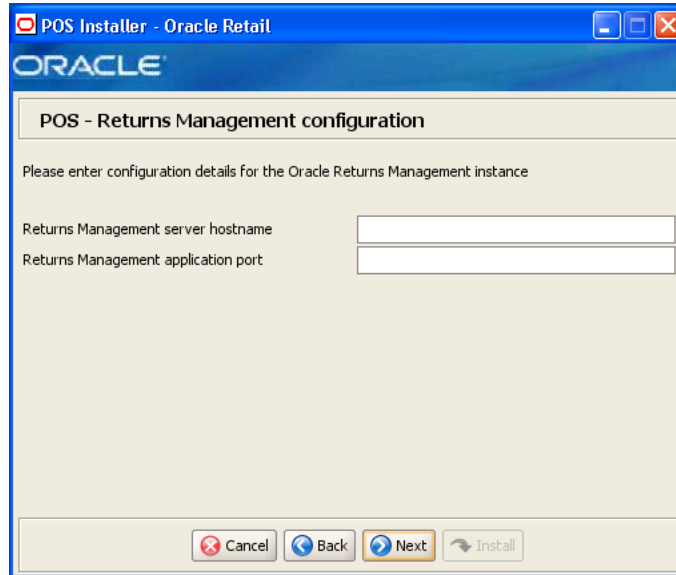 POS Installer - Oracle Retail
ORACLE
POS - Returns Management configuration
Please enter configuration details for the Oracle Returns Management instance
Returns Management server hostname
Returns Management application port
Cancel
Back
Next
Install